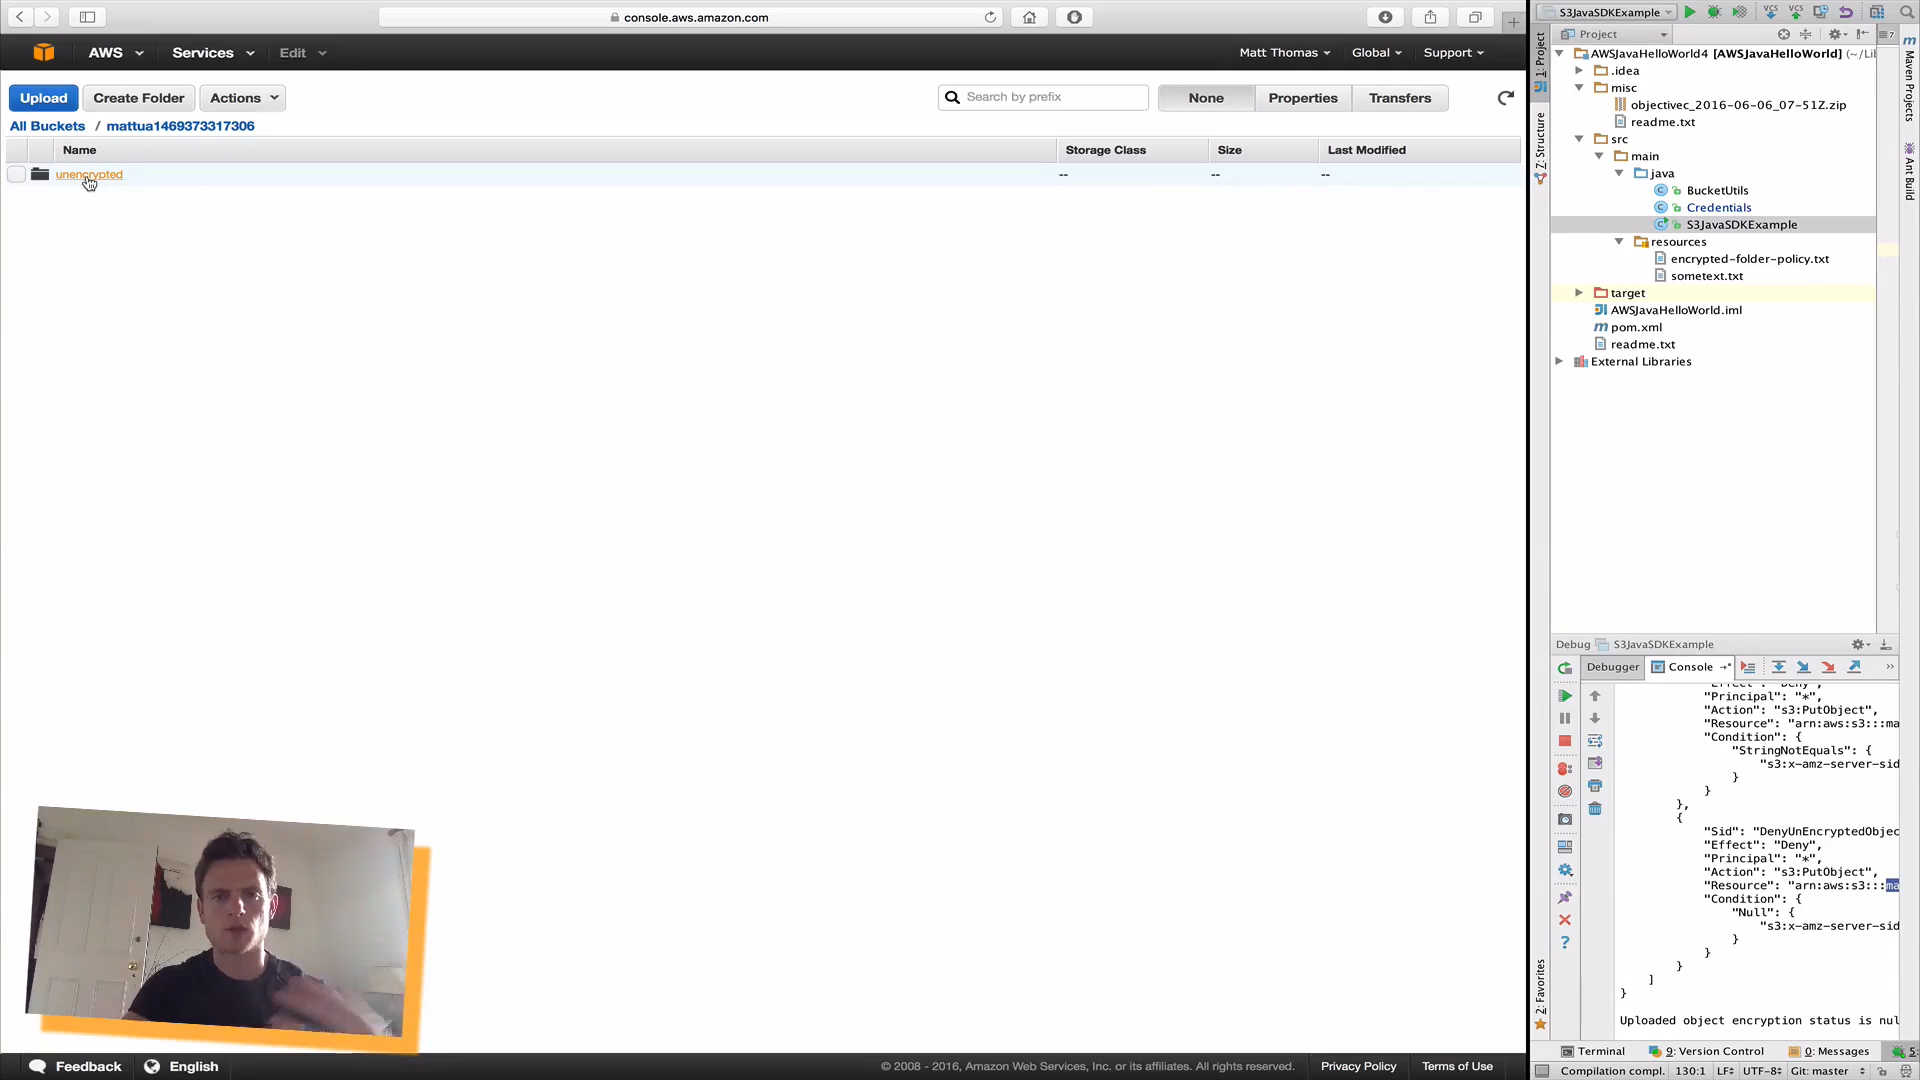 console.aws.amazon.com
AWS
Services
Edit
Matt Thomas
Global
Support
Upload
Create Folder
Actions
Search by prefix
None
Properties
Transfers
All Buckets / mattua1469373317306
Name
Storage Class
Size
Last Modified
unencrypted
--
--
--
Feedback
English
© 2008 - 2016, Amazon Web Services, Inc. or its affiliates. All rights reserved.
Privacy Policy
Terms of Use
S3JavaSDKExample
VCS
VCS
Project
1: Project
Z: Structure
2: Favorites
Maven Projects
Ant Build
AWSJavaHelloWorld4 [AWSJavaHelloWorld] (~/Li
.idea
misc
objectivec_2016-06-06_07-51Z.zip
readme.txt
src
main
java
BucketUtils
Credentials
S3JavaSDKExample
resources
encrypted-folder-policy.txt
sometext.txt
target
AWSJavaHelloWorld.iml
pom.xml
readme.txt
External Libraries
Debug S3JavaSDKExample
Debugger
Console
"Effect": "Deny",
"Principal": "*",
"Action": "s3:PutObject",
"Resource": "arn:aws:s3:::ma
"Condition": {
"StringNotEquals": {
"s3:x-amz-server-sid
}
}
},
{
"Sid": "DenyUnEncryptedObjec
"Effect": "Deny",
"Principal": "*",
"Action": "s3:PutObject",
"Resource": "arn:aws:s3:::ma
"Condition": {
"Null": {
"s3:x-amz-server-sid
}
}
}
]
}
Uploaded object encryption status is nul
Terminal
9: Version Control
0: Messages
5:
Compilation compl.
130:1
LF
UTF-8
Git: master